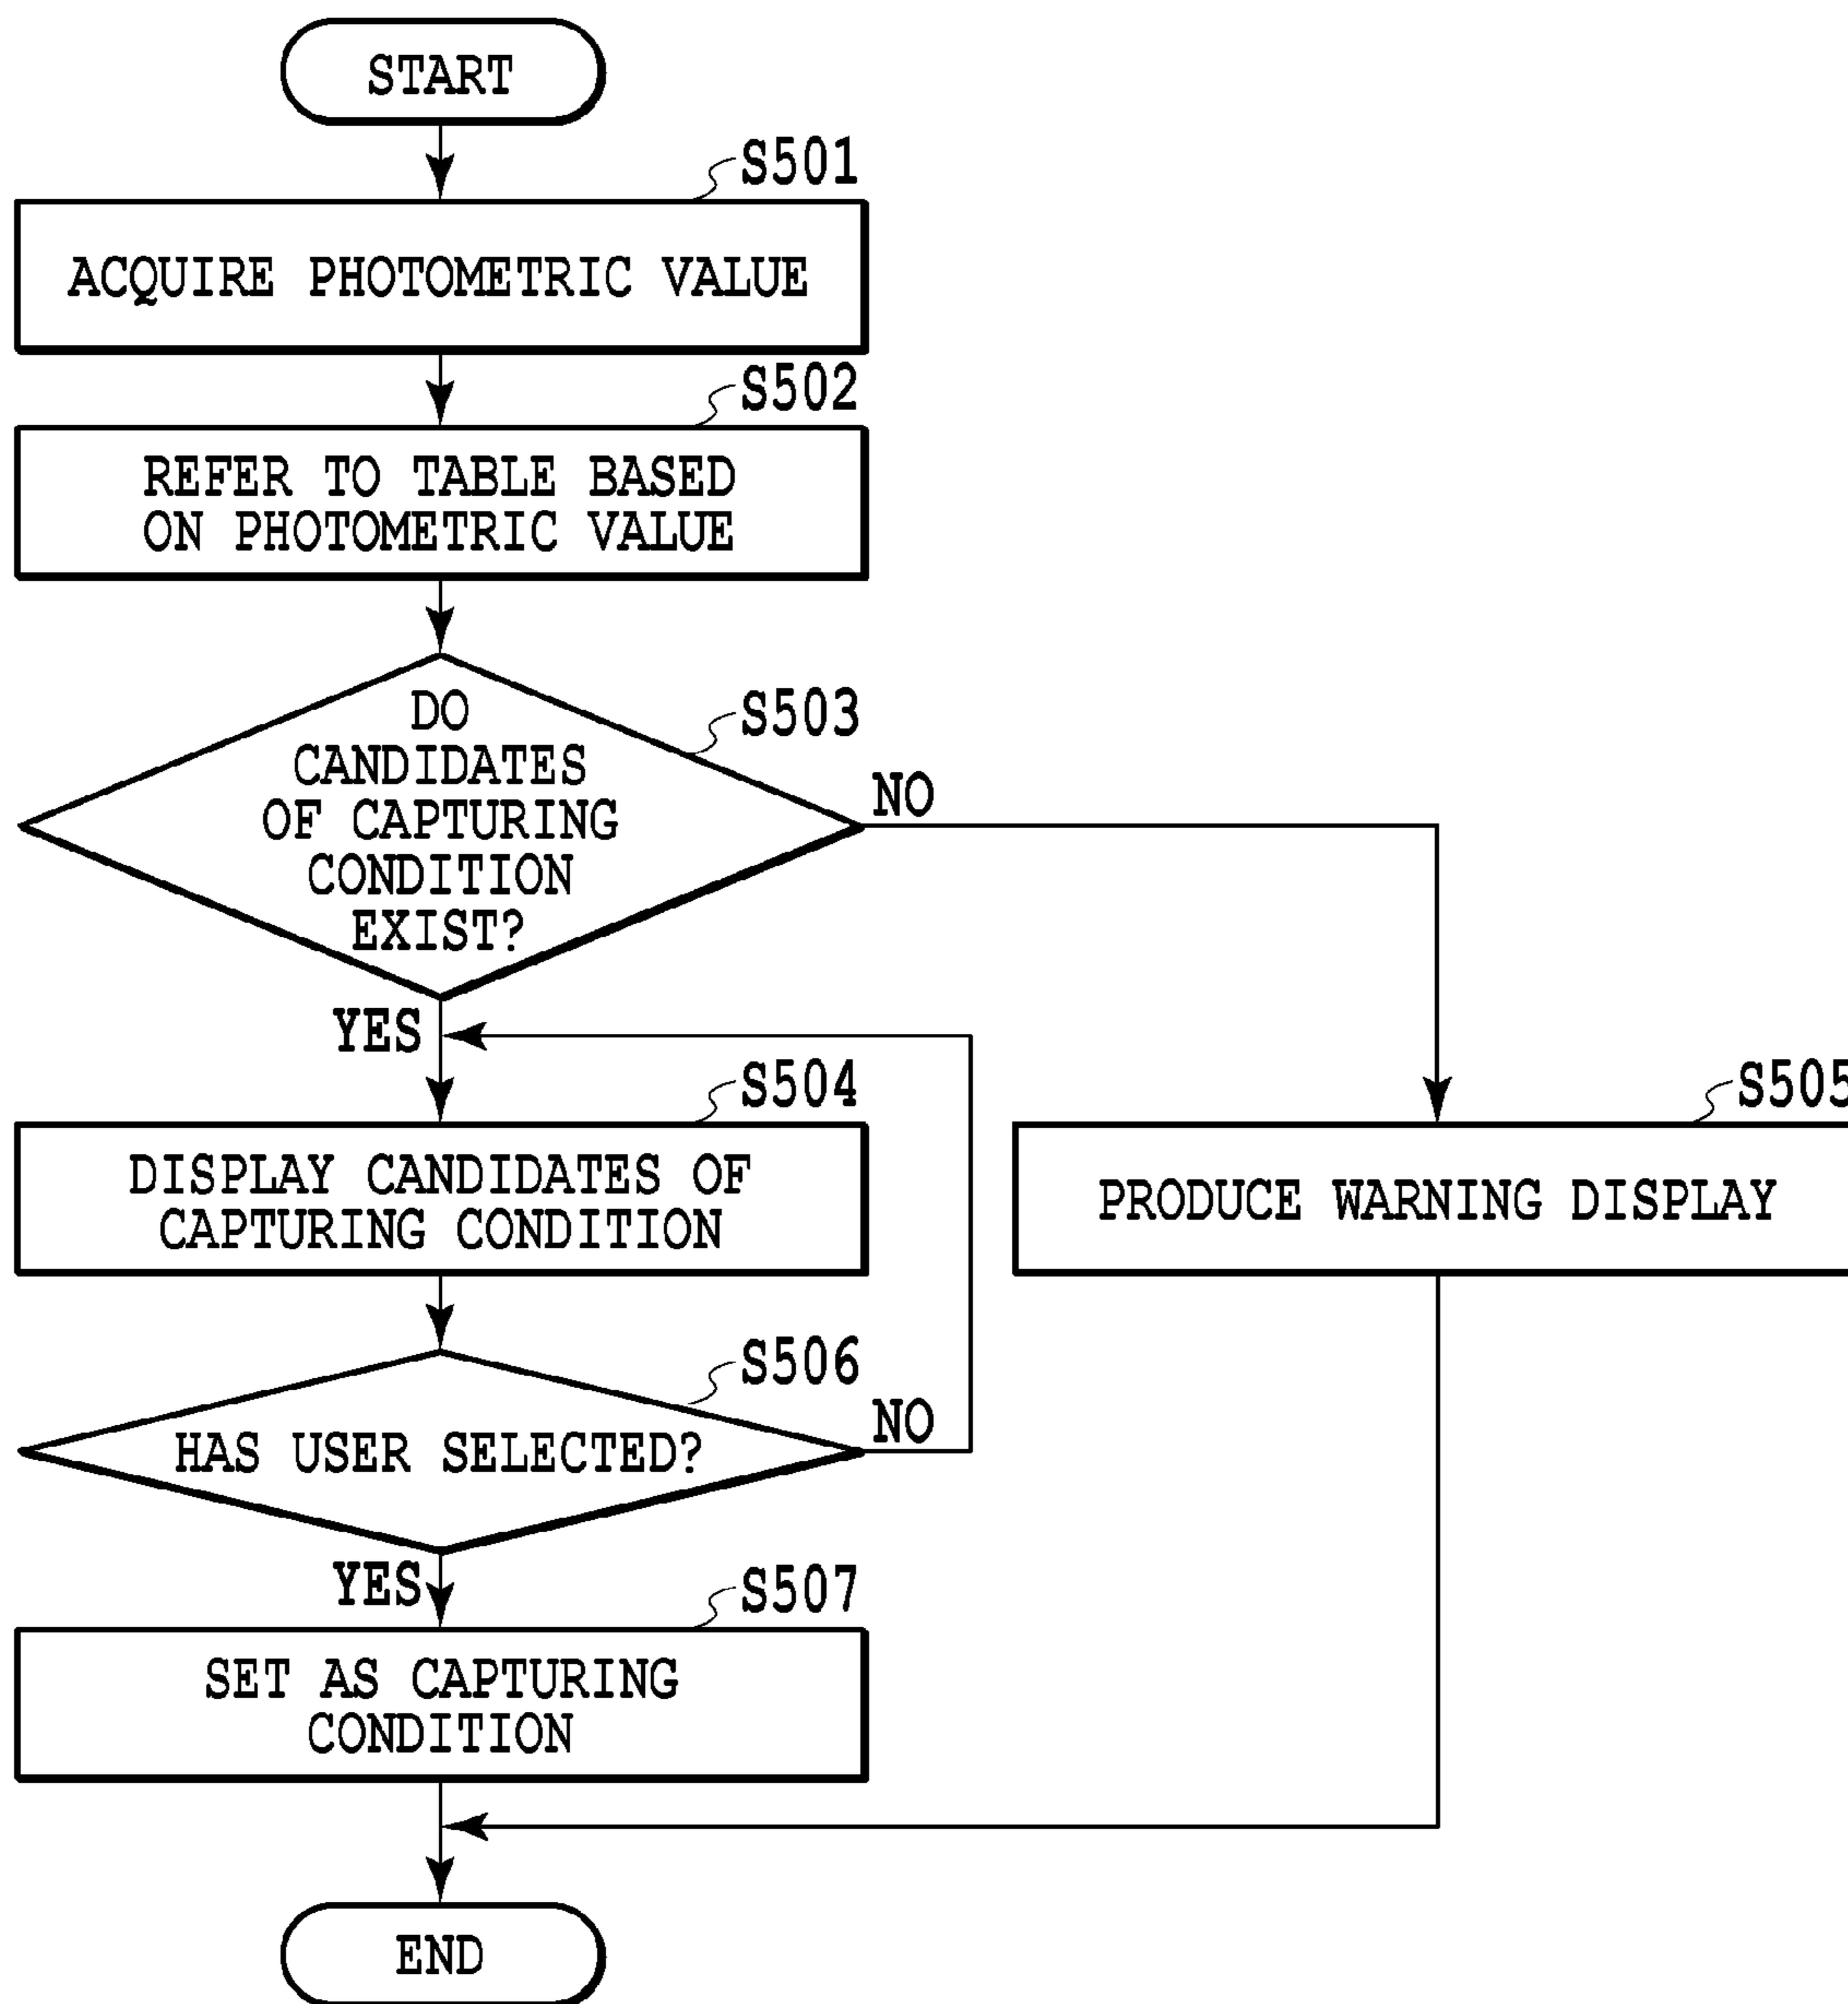 START
S501
ACQUIRE PHOTOMETRIC VALUE
S502
REFER TO TABLE BASED
ON PHOTOMETRIC VALUE
S503
DO
CANDIDATES
OF CAPTURING
CONDITION
EXIST?
NO
YES
S504
DISPLAY CANDIDATES OF
CAPTURING CONDITION
S505
PRODUCE WARNING DISPLAY
S506
HAS USER SELECTED?
NO
YES
S507
SET AS CAPTURING
CONDITION
END